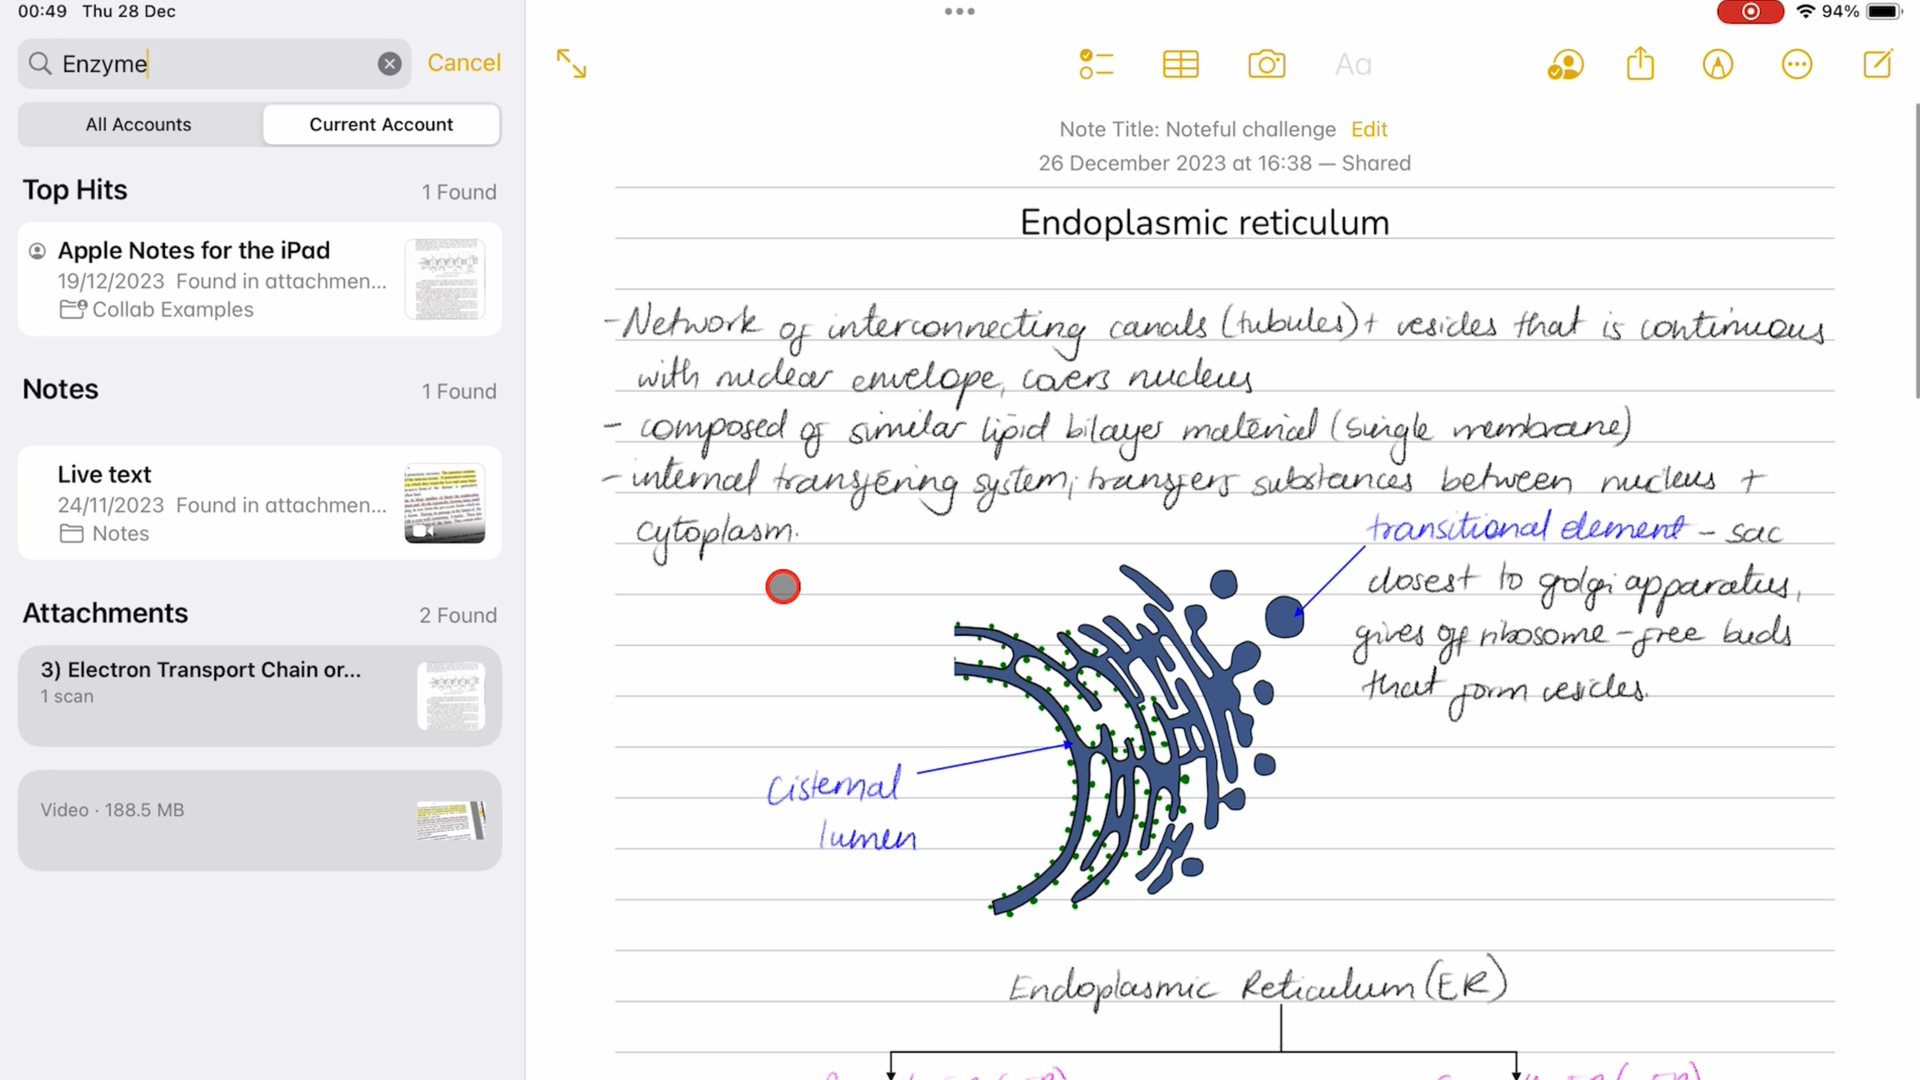 00:49 Thu 28 Dec
94%
Enzyme
Cancel
All Accounts
Current Account
Top Hits
1 Found
Apple Notes for the iPad
19/12/2023 Found in attachmen...
Collab Examples
Notes
1 Found
Live text
24/11/2023 Found in attachmen...
Notes
Attachments
2 Found
3) Electron Transport Chain or...
1 scan
Video · 188.5 MB
Aa
Note Title: Noteful challenge Edit
26 December 2023 at 16:38 — Shared
Endoplasmic reticulum
-Network of interconnecting canals (tubules)+ vesicles that is continuous
with nuclear envelope, covers nucleus
- composed of similar lipid bilayer material (single membrane)
- internal transfering system; transfers substances between nucleus +
cytoplasm.
transitional element - sac
closest to golgi apparatus,
gives off ribosome-free buds
that form vesicles.
Cisternal
lumen
Endoplasmic Reticulum (ER)